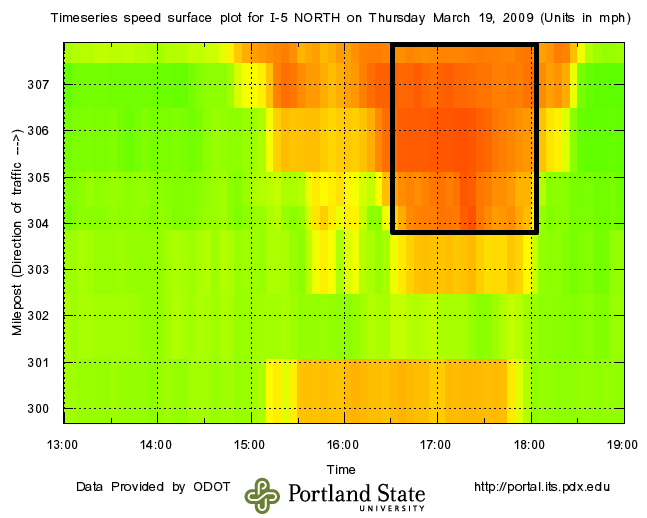 Timeseries speed surface plot for I-5 NORTH on Thursday March 19, 2009 (Units in mph)
Milepost (Direction of traffic --->)
307
306
305
304
303
302
301
300
13:00 14:00 15:00 16:00 17:00 18:00 19:00
Time
Data Provided by ODOT
Portland State
UNIVERSITY
http://portal.its.pdx.edu